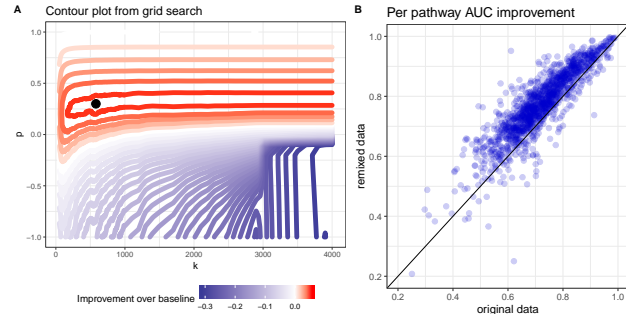 A
Contour plot from grid search
1.0
0.5
0.0
−0.5
−1.0
p
0
1000
2000
3000
4000
k
Improvement over baseline
−0.3
−0.2
−0.1
0.0
B
Per pathway AUC improvement
1.0
0.8
0.6
0.4
0.2
remixed data
0.2
0.4
0.6
0.8
1.0
original data